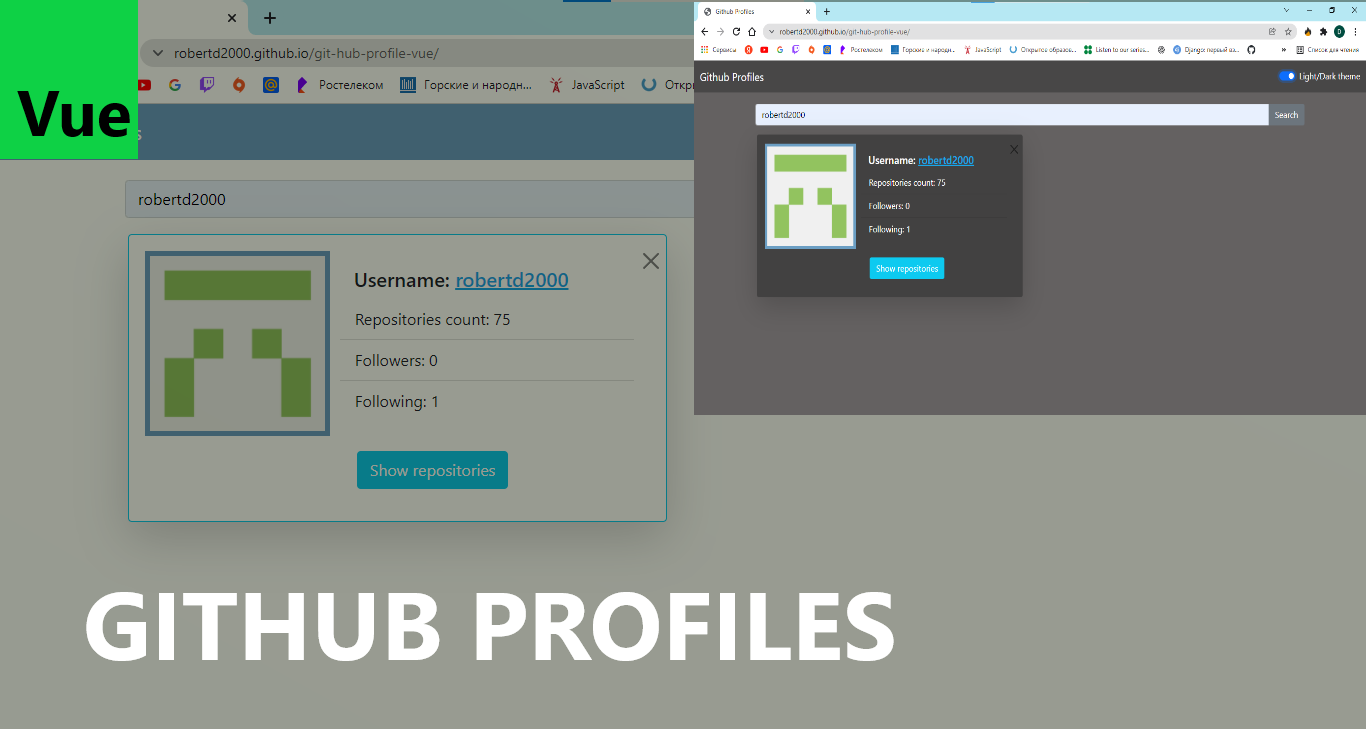 Vue
robertd2000.github.io/git-hub-profile-vue/
Ростелеком
Горские и народн...
JavaScript
Откр
s
robertd2000
Username: robertd2000
Repositories count: 75
Followers: 0
Following: 1
Show repositories
Github Profiles
robertd2000.github.io/git-hub-profile-vue/
D
Сервисы
Ростелеком
Горские и народн...
JavaScript
Открытое образов...
Listen to our series...
Django: первый вз...
»
Список для чтения
Github Profiles
Light/Dark theme
robertd2000
Search
Username: robertd2000
Repositories count: 75
Followers: 0
Following: 1
Show repositories
GITHUB PROFILES